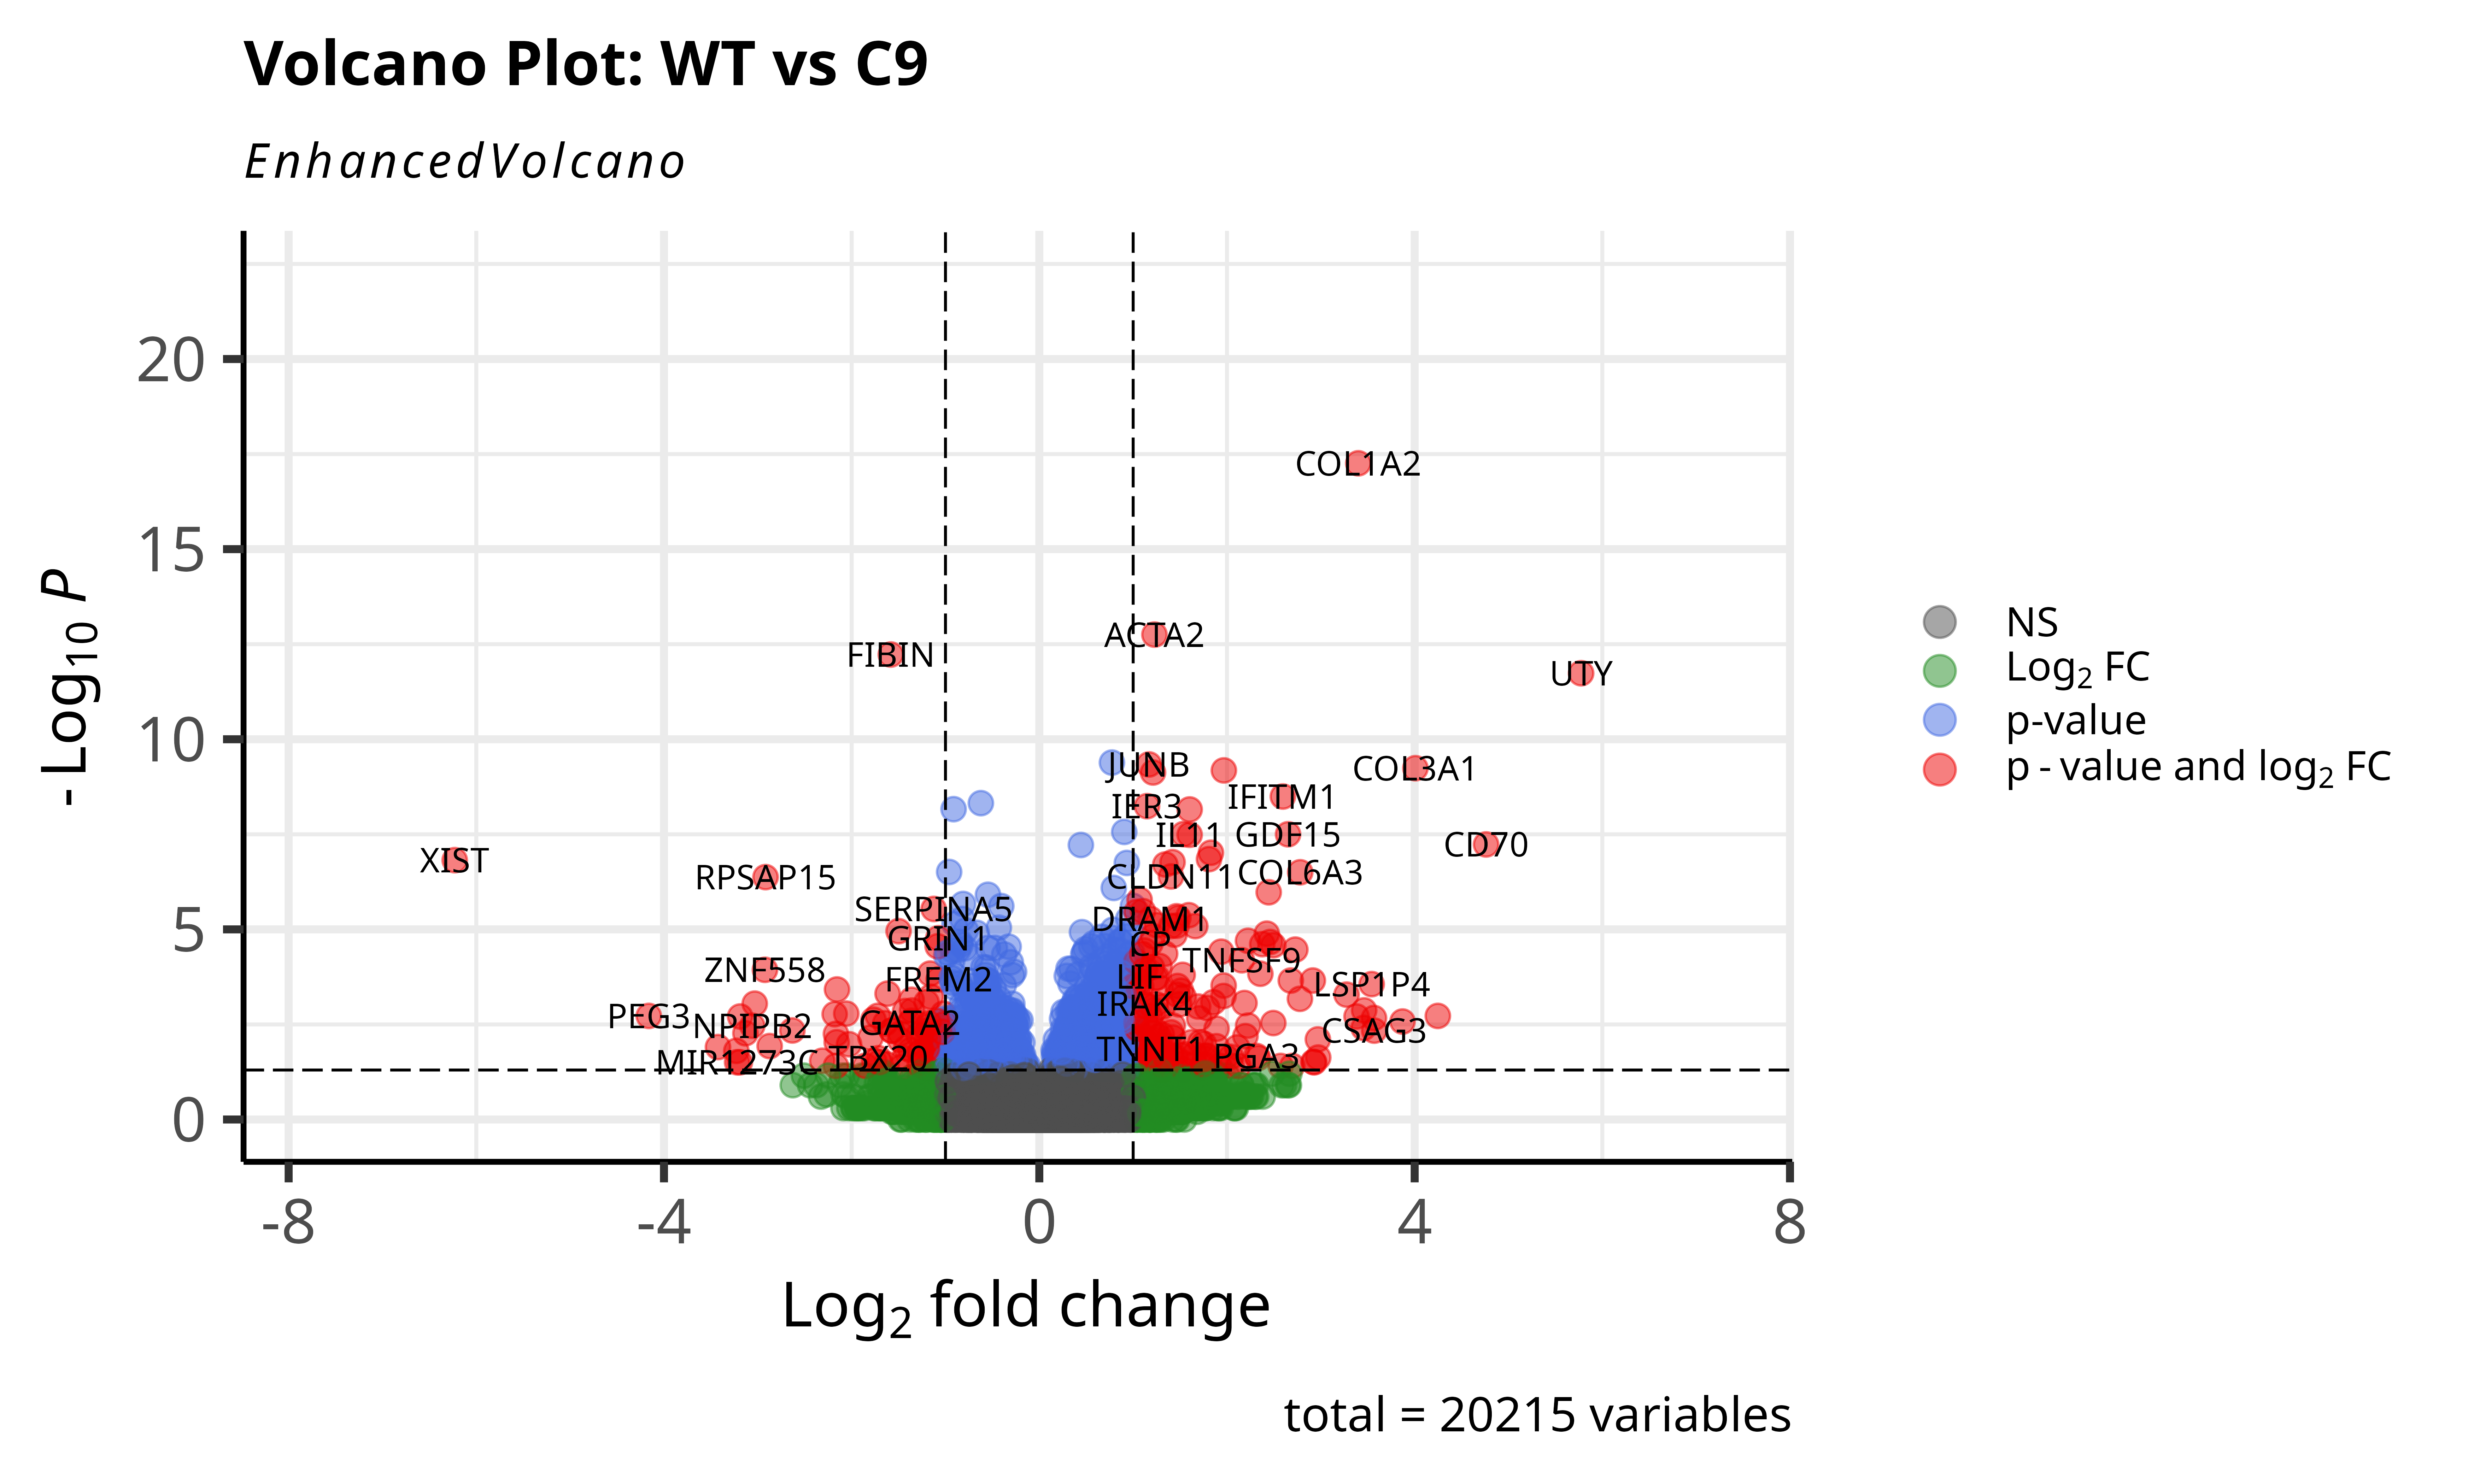 Volcano Plot: WT vs C9
EnhancedVolcano
- Log10 P
20
15
10
5
0
COL1A2
ACTA2
FIBIN
UTY
JUNB
COL3A1
IFITM1
IER3
IL11
GDF15
CD70
XIST
RPSAP15
CLDN11
COL6A3
SERPINA5
DRAM1
GRIN1
CP
TNFSF9
ZNF558
FREM2
LIF
LSP1P4
IRAK4
PEG3
NPIPB2
GATA2
CSAG3
TNNT1
MIR1273C
TBX20
PGA3
-8
-4
0
4
8
Log2 fold change
NS
Log2 FC
p-value
p - value and log2 FC
total = 20215 variables